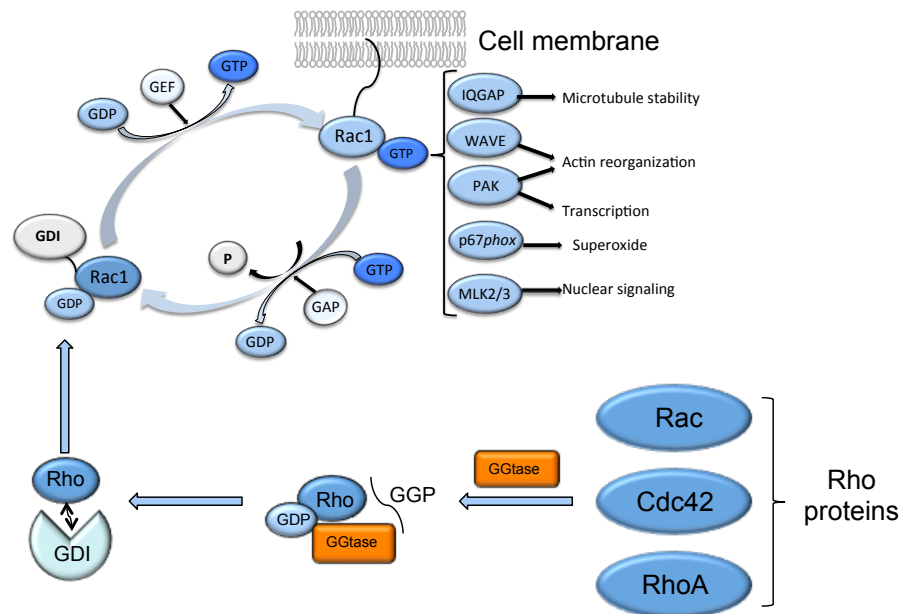 Cell membrane
GTP
GEF
GDP
IQGAP
Microtubule stability
Rac1
WAVE
GTP
Actin reorganization
PAK
Transcription
GDI
p67phox
Superoxide
P
GTP
Rac1
GDP
MLK2/3
Nuclear signaling
GAP
GDP
Rac
GGtase
Rho
Rho
GGP
Cdc42
Rho
proteins
GDP
GGtase
GDI
RhoA